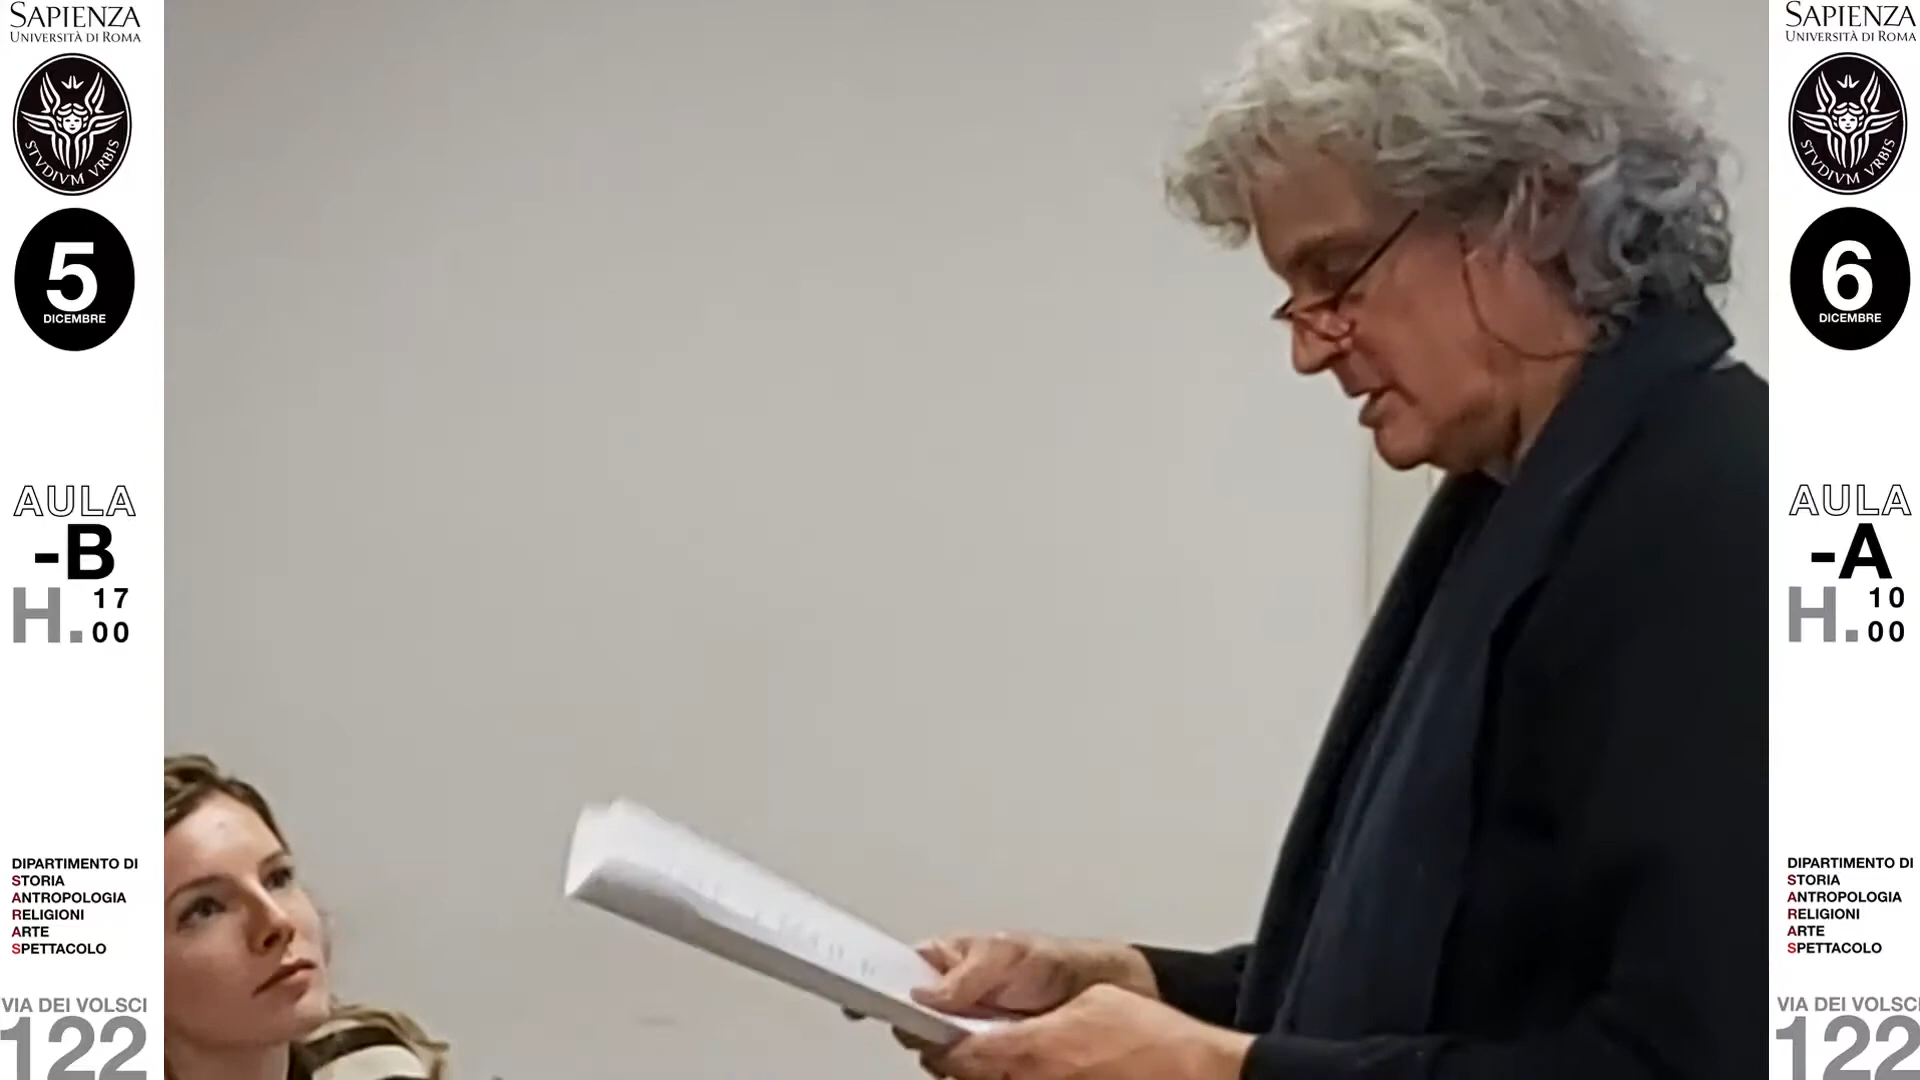 SAPIENZA
UNIVERSITÀ DI ROMA
STVDIVM VRBIS
5
DICEMBRE
AULA
-B
H. 17
00
DIPARTIMENTO DI
STORIA
ANTROPOLOGIA
RELIGIONI
ARTE
SPETTACOLO
VIA DEI VOLSCI
122
SAPIENZA
UNIVERSITÀ DI ROMA
STVDIVM VRBIS
6
DICEMBRE
AULA
-A
H. 10
00
DIPARTIMENTO DI
STORIA
ANTROPOLOGIA
RELIGIONI
ARTE
SPETTACOLO
VIA DEI VOLSCI
122